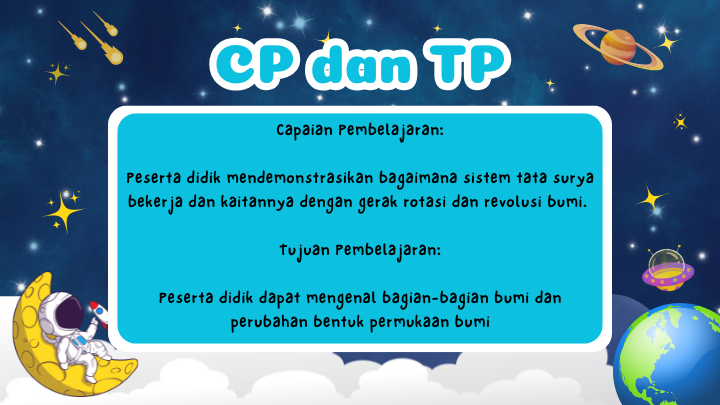 CP dan TP
Capaian Pembelajaran:
Peserta didik mendemonstrasikan bagaimana sistem tata surya
bekerja dan kaitannya dengan gerak rotasi dan revolusi bumi.
Tujuan Pembelajaran:
Peserta didik dapat mengenal bagian-bagian bumi dan
perubahan bentuk permukaan bumi